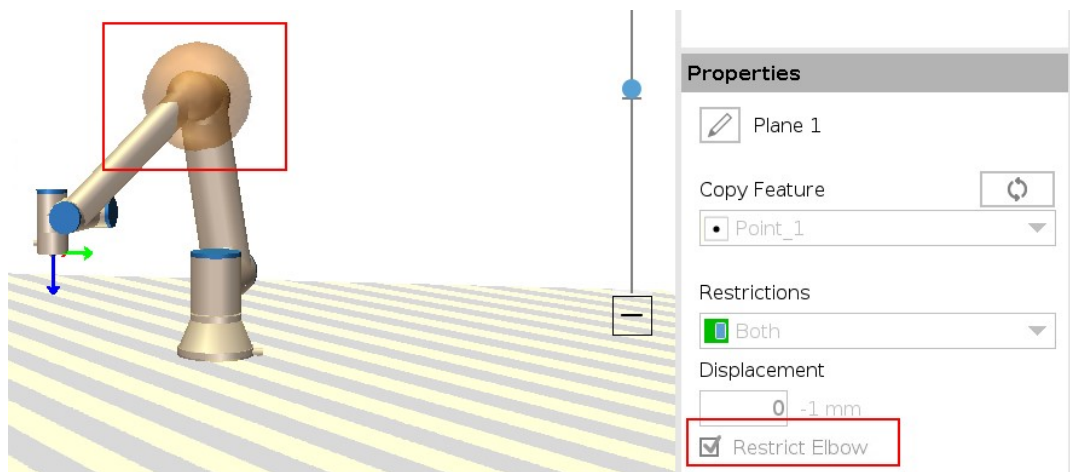 Properties
Plane 1
Copy Feature
Point_1
Restrictions
Both
Displacement
0 -1 mm
Restrict Elbow